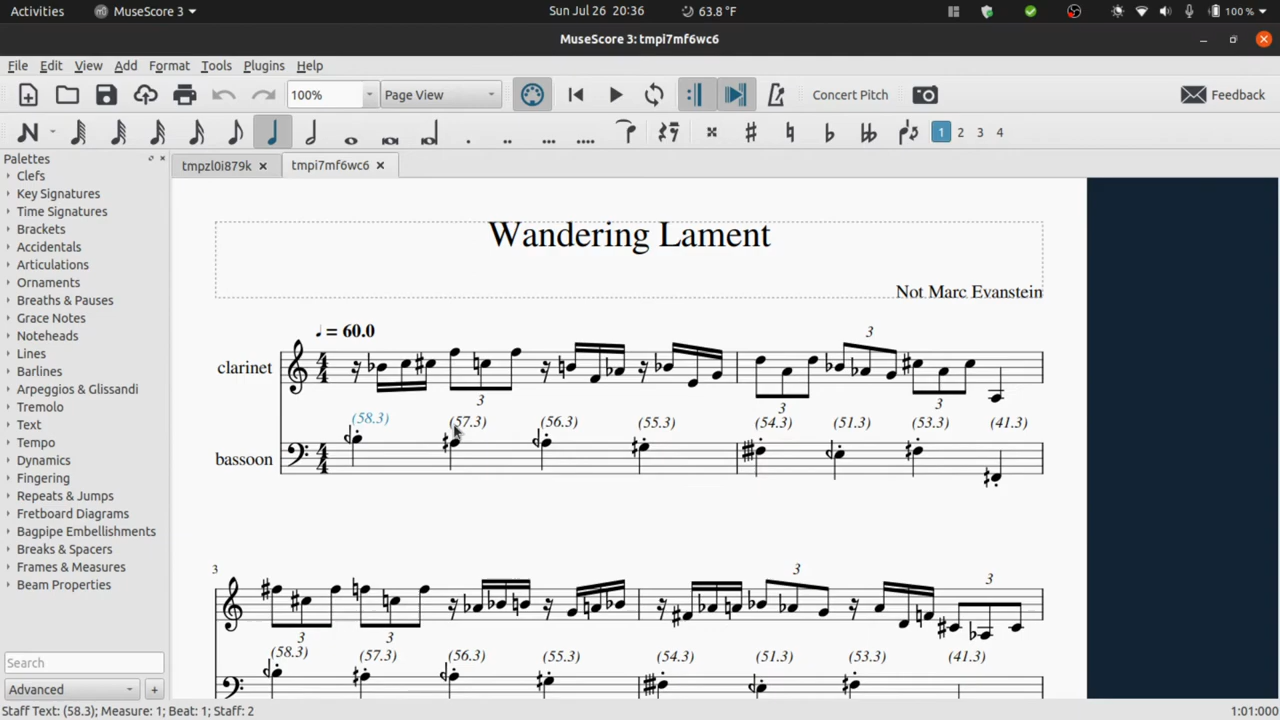 Activities MuseScore 3 Sun Jul 26 20:36 63.8 °F 100 %
MuseScore 3: tmpi7mf6wc6
File Edit View Add Format Tools Plugins Help
100% Page View Concert Pitch Feedback
1 2 3 4
Palettes
tmpzl0i879k tmpi7mf6wc6
Clefs
Key Signatures
Time Signatures
Brackets
Accidentals
Articulations
Ornaments
Breaths & Pauses
Grace Notes
Noteheads
Lines
Barlines
Arpeggios & Glissandi
Tremolo
Text
Tempo
Dynamics
Fingering
Repeats & Jumps
Fretboard Diagrams
Bagpipe Embellishments
Breaks & Spacers
Frames & Measures
Beam Properties
Search
Advanced +
Wandering Lament
Not Marc Evanstein
= 60.0
3
clarinet
3 3 3
(58.3) (57.3) (56.3) (55.3) (54.3) (51.3) (53.3) (41.3)
bassoon
3
3 3
3 3
(58.3) (57.3) (56.3) (55.3) (54.3) (51.3) (53.3) (41.3)
Staff Text: (58.3); Measure: 1; Beat: 1; Staff: 2 1:01:000